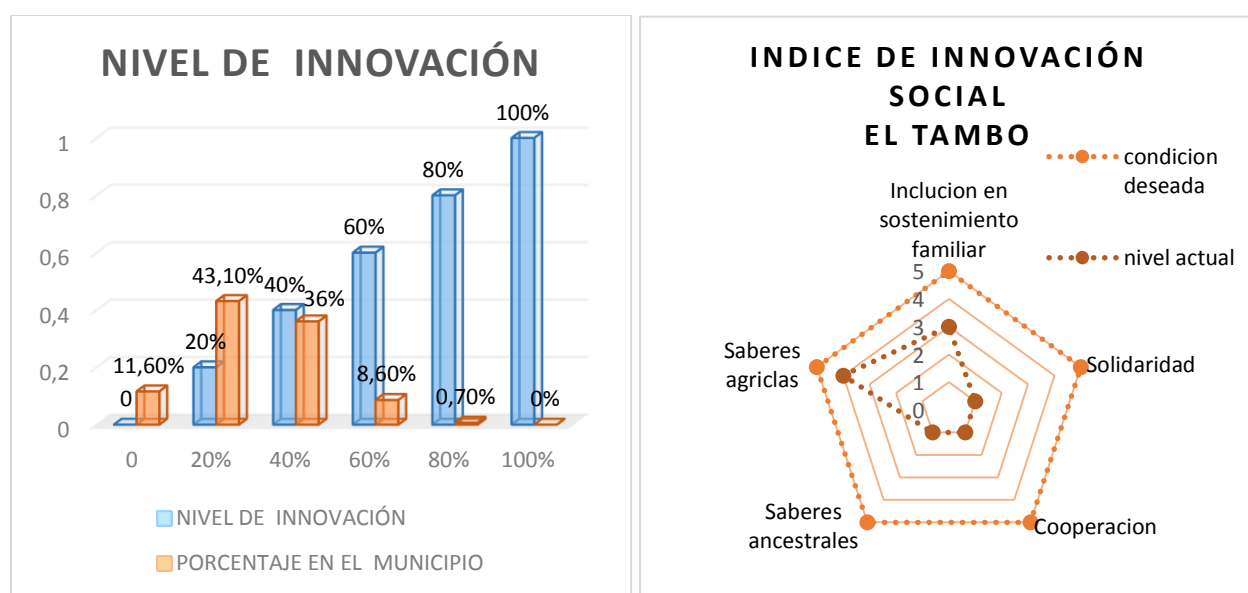 NIVEL DE INNOVACIÓN
100%
80%
60%
43,10%
40%
36%
20%
11,60%
8,60%
0,70%
0%
0
1
0,8
0,6
0,4
0,2
0
0 20% 40% 60% 80% 100%
NIVEL DE INNOVACIÓN
PORCENTAJE EN EL MUNICIPIO
INDICE DE INNOVACIÓN
SOCIAL
EL TAMBO
condicion
deseada
nivel actual
Inclucion en
sostenimiento
familiar
5
4
3
2
1
0
Solidaridad
Cooperacion
Saberes
ancestrales
Saberes
agriclas